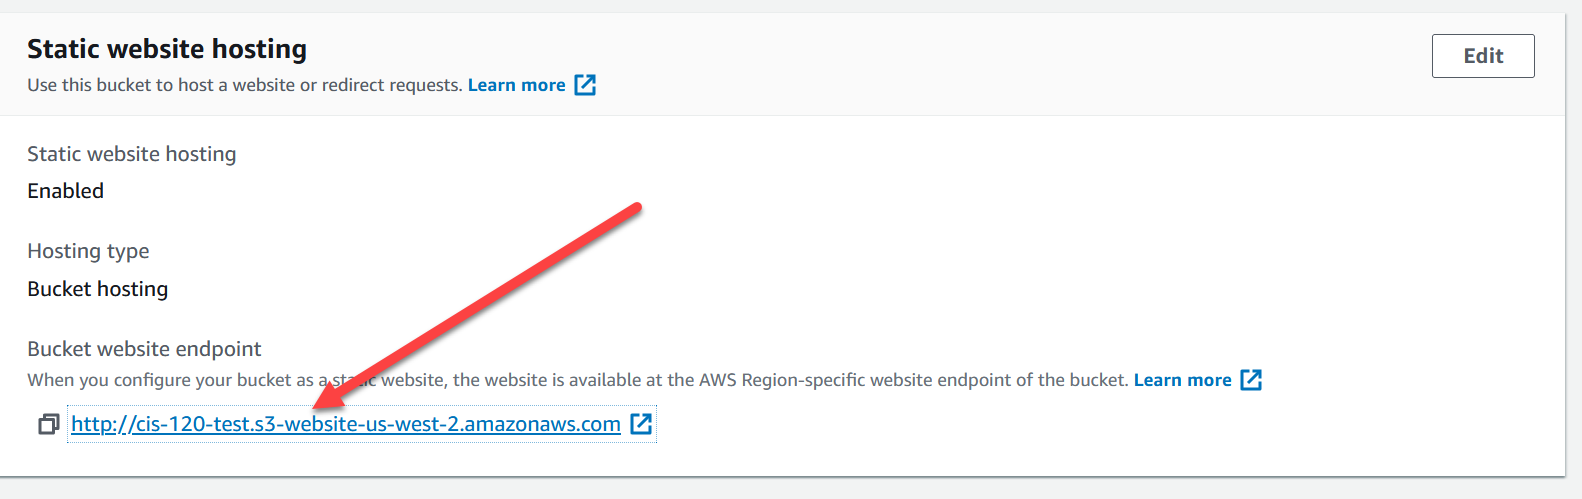 Static website hosting
Edit
Use this bucket to host a website or redirect requests. Learn more
Static website hosting
Enabled
Hosting type
Bucket hosting
Bucket website endpoint
When you configure your bucket as a static website, the website is available at the AWS Region-specific website endpoint of the bucket. Learn more
http://cis-120-test.s3-website-us-west-2.amazonaws.com